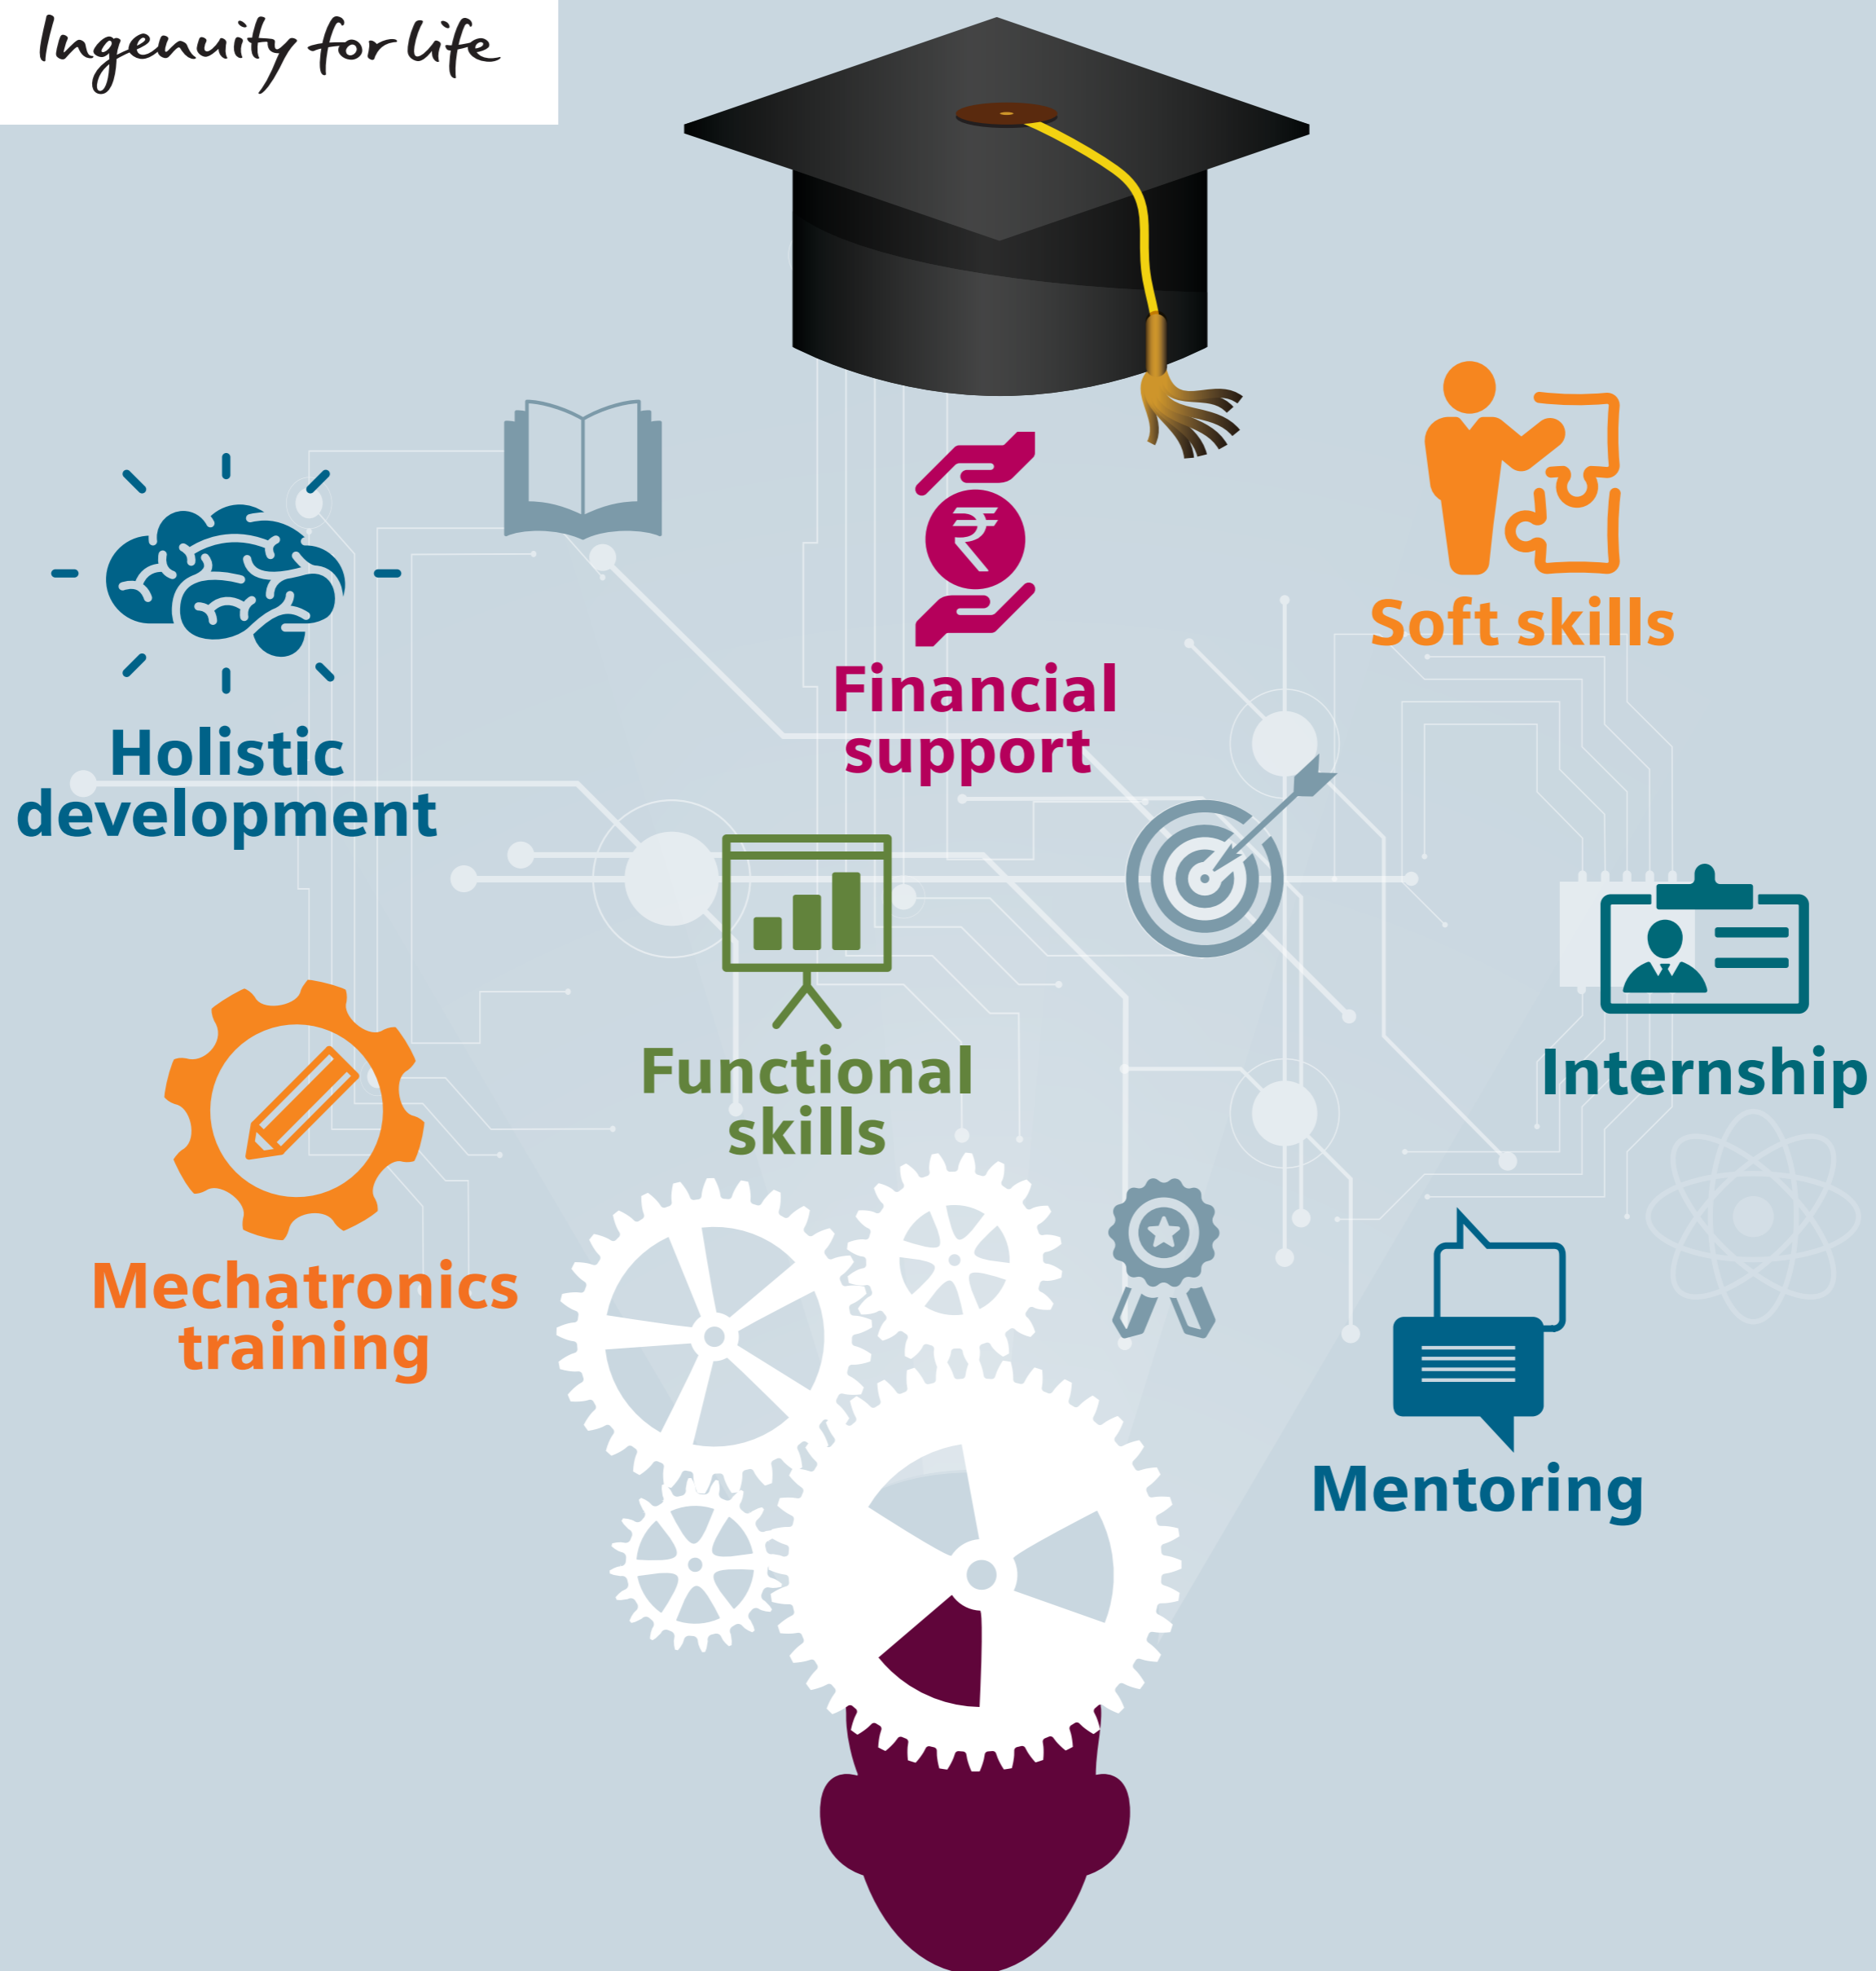 Ingenuity for life
₹
Financial
support
Soft skills
Holistic
development
Functional
skills
Internship
Mechatronics
training
Mentoring